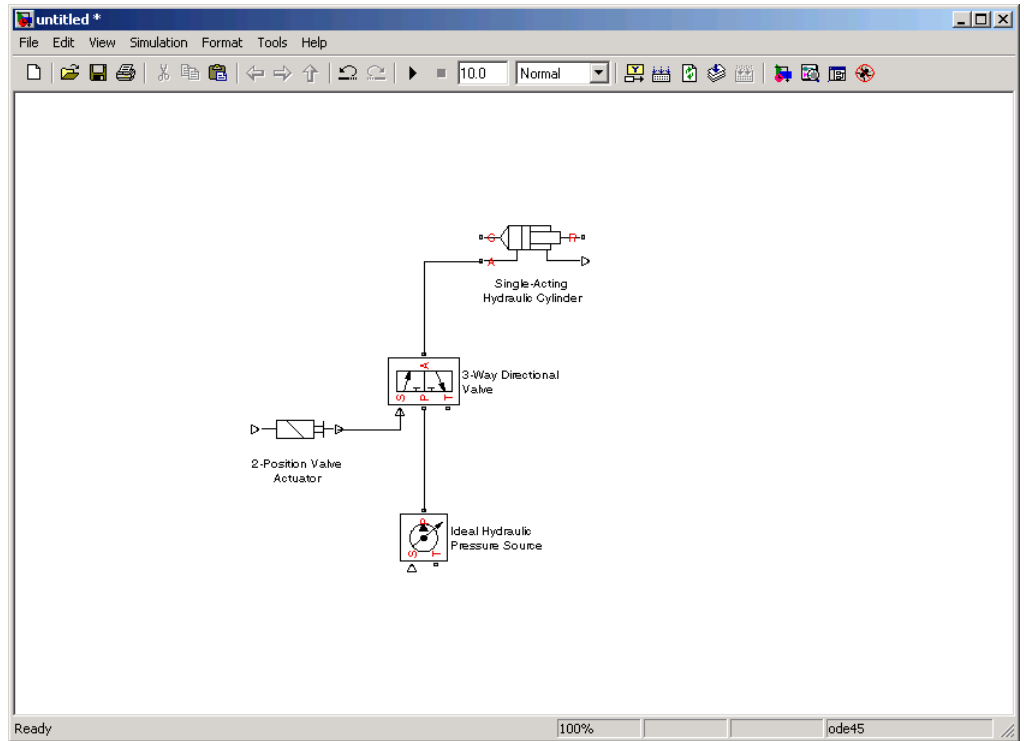 untitled *
File Edit View Simulation Format Tools Help
10.0 Normal
C R
A
Single-Acting
Hydraulic Cylinder
A
3-Way Directional
Valve
S P T
2-Position Valve
Actuator
P
Ideal Hydraulic
Pressure Source
S T
Ready 100% ode45